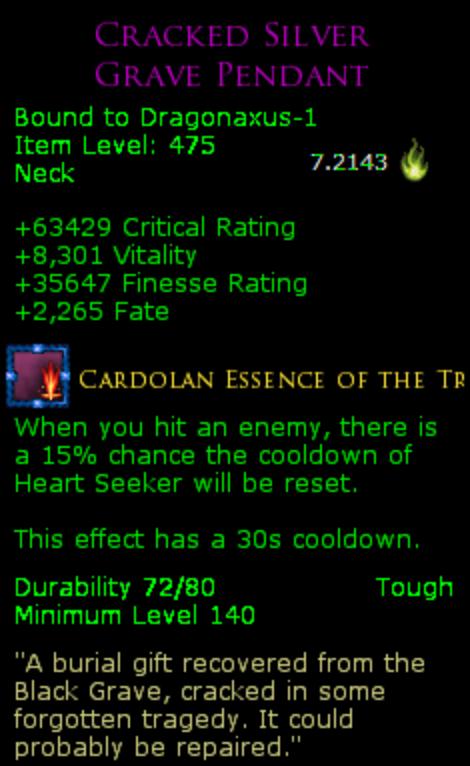 Cracked Silver
Grave Pendant
Bound to Dragonaxus-1
Item Level: 475
Neck
7.2143
+63429 Critical Rating
+8,301 Vitality
+35647 Finesse Rating
+2,265 Fate
Cardolan Essence of the Tr
When you hit an enemy, there is
a 15% chance the cooldown of
Heart Seeker will be reset.
This effect has a 30s cooldown.
Durability 72/80 Tough
Minimum Level 140
"A burial gift recovered from the
Black Grave, cracked in some
forgotten tragedy. It could
probably be repaired."